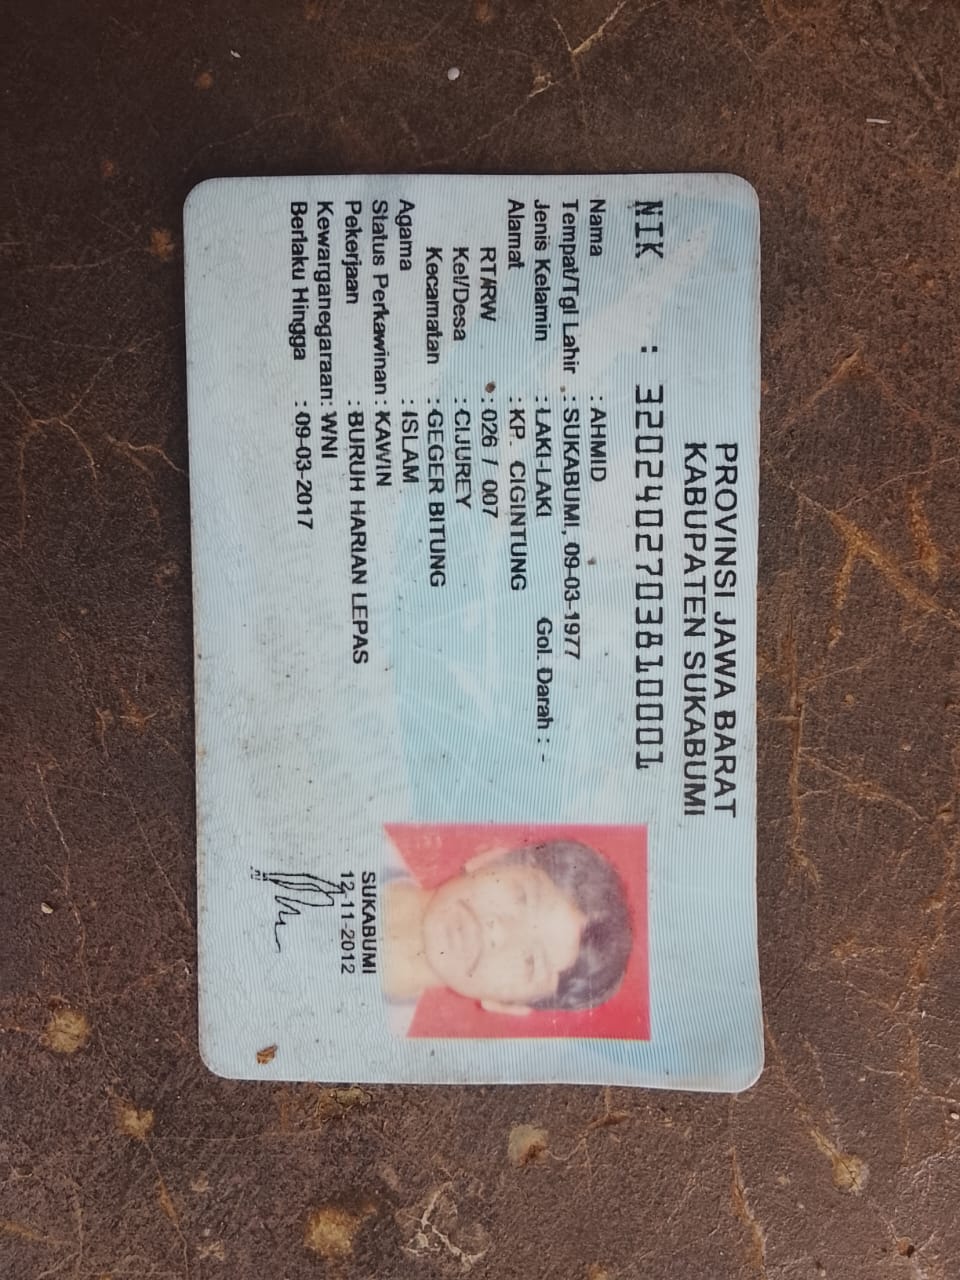 PROVINSI JAWA BARAT
KABUPATEN SUKABUMI
NIK : 3202402703810001
Nama : AHMID
Tempat/Tgl Lahir : SUKABUMI, 09-03-1977
Jenis Kelamin : LAKI-LAKI Gol. Darah : -
Alamat : KP. CIGINTUNG
RT/RW : 026 / 007
Kel/Desa : CIJUREY
Kecamatan : GEGER BITUNG
Agama : ISLAM
Status Perkawinan : KAWIN
Pekerjaan : BURUH HARIAN LEPAS
Kewarganegaraan: WNI
Berlaku Hingga : 09-03-2017
SUKABUMI
12-11-2012